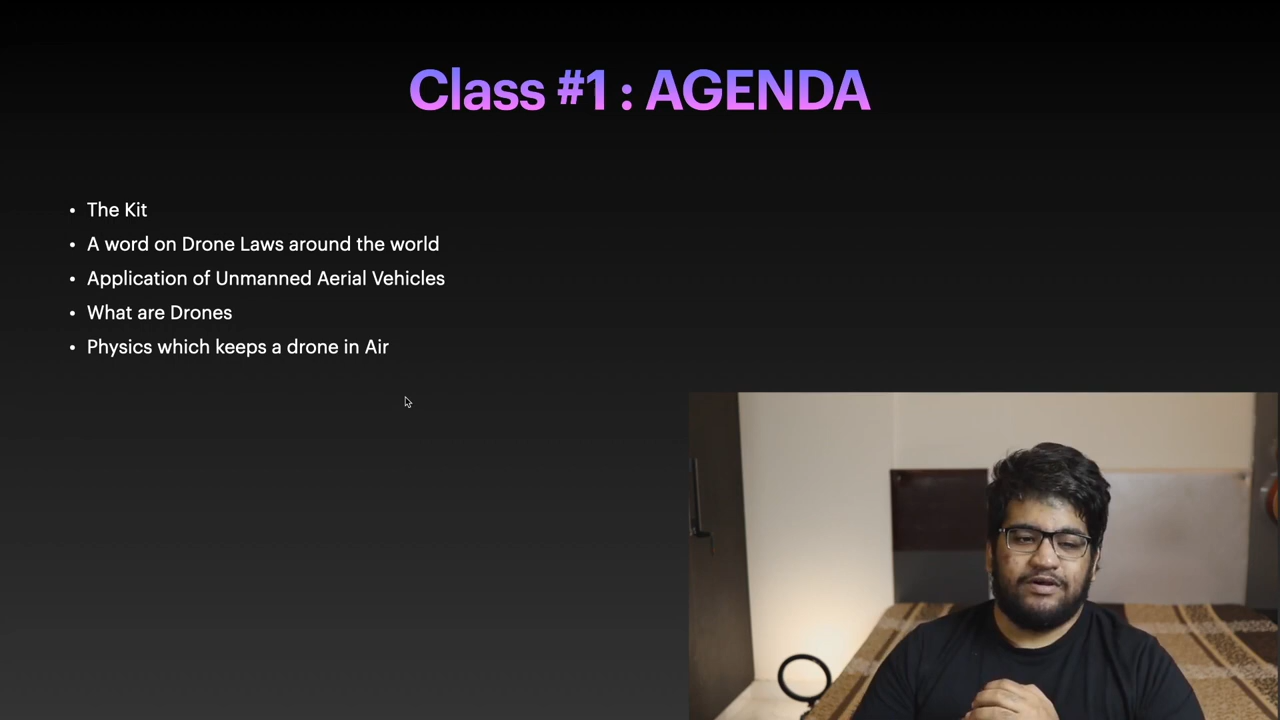 Class #1 : AGENDA
• The Kit
• A word on Drone Laws around the world
• Application of Unmanned Aerial Vehicles
• What are Drones
• Physics which keeps a drone in Air